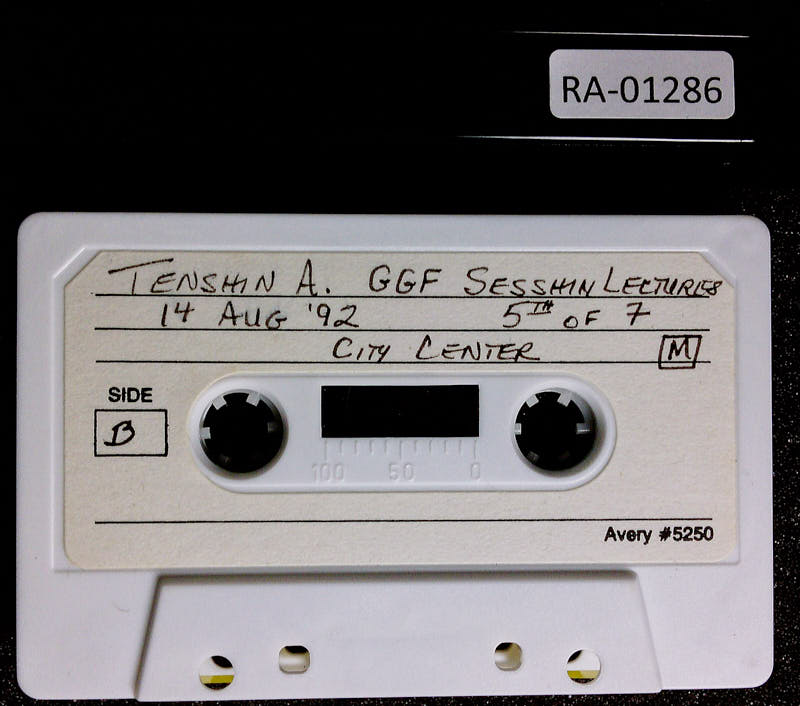 RA-01286
TENSHIN A. GGF SESSHIN LECTURES
14 AUG '92 5TH OF 7
CITY CENTER M
SIDE
B
100 50 0
Avery #5250